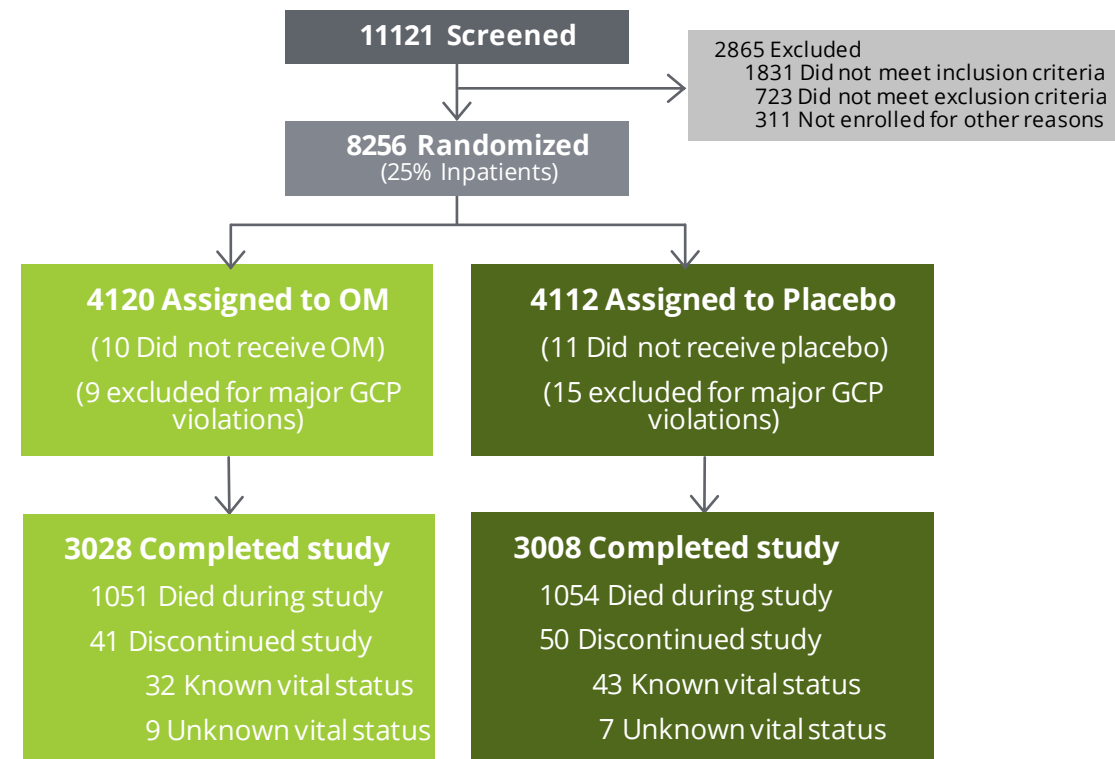 11121 Screened
2865 Excluded
1831 Did not meet inclusion criteria
723 Did not meet exclusion criteria
311 Not enrolled for other reasons
8256 Randomized
(25% Inpatients)
4120 Assigned to OM
(10 Did not receive OM)
(9 excluded for major GCP
violations)
4112 Assigned to Placebo
(11 Did not receive placebo)
(15 excluded for major GCP
violations)
3028 Completed study
1051 Died during study
41 Discontinued study
32 Known vital status
9 Unknown vital status
3008 Completed study
1054 Died during study
50 Discontinued study
43 Known vital status
7 Unknown vital status